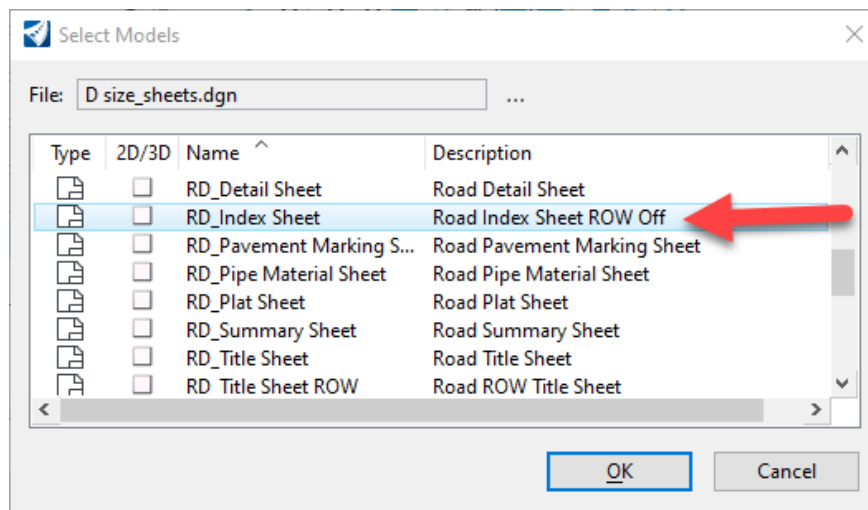 Select Models
File: D size_sheets.dgn ...
Type 2D/3D Name Description
RD_Detail Sheet Road Detail Sheet
RD_Index Sheet Road Index Sheet ROW Off
RD_Pavement Marking S... Road Pavement Marking Sheet
RD_Pipe Material Sheet Road Pipe Material Sheet
RD_Plat Sheet Road Plat Sheet
RD_Summary Sheet Road Summary Sheet
RD_Title Sheet Road Title Sheet
RD_Title Sheet ROW Road ROW Title Sheet
OK Cancel